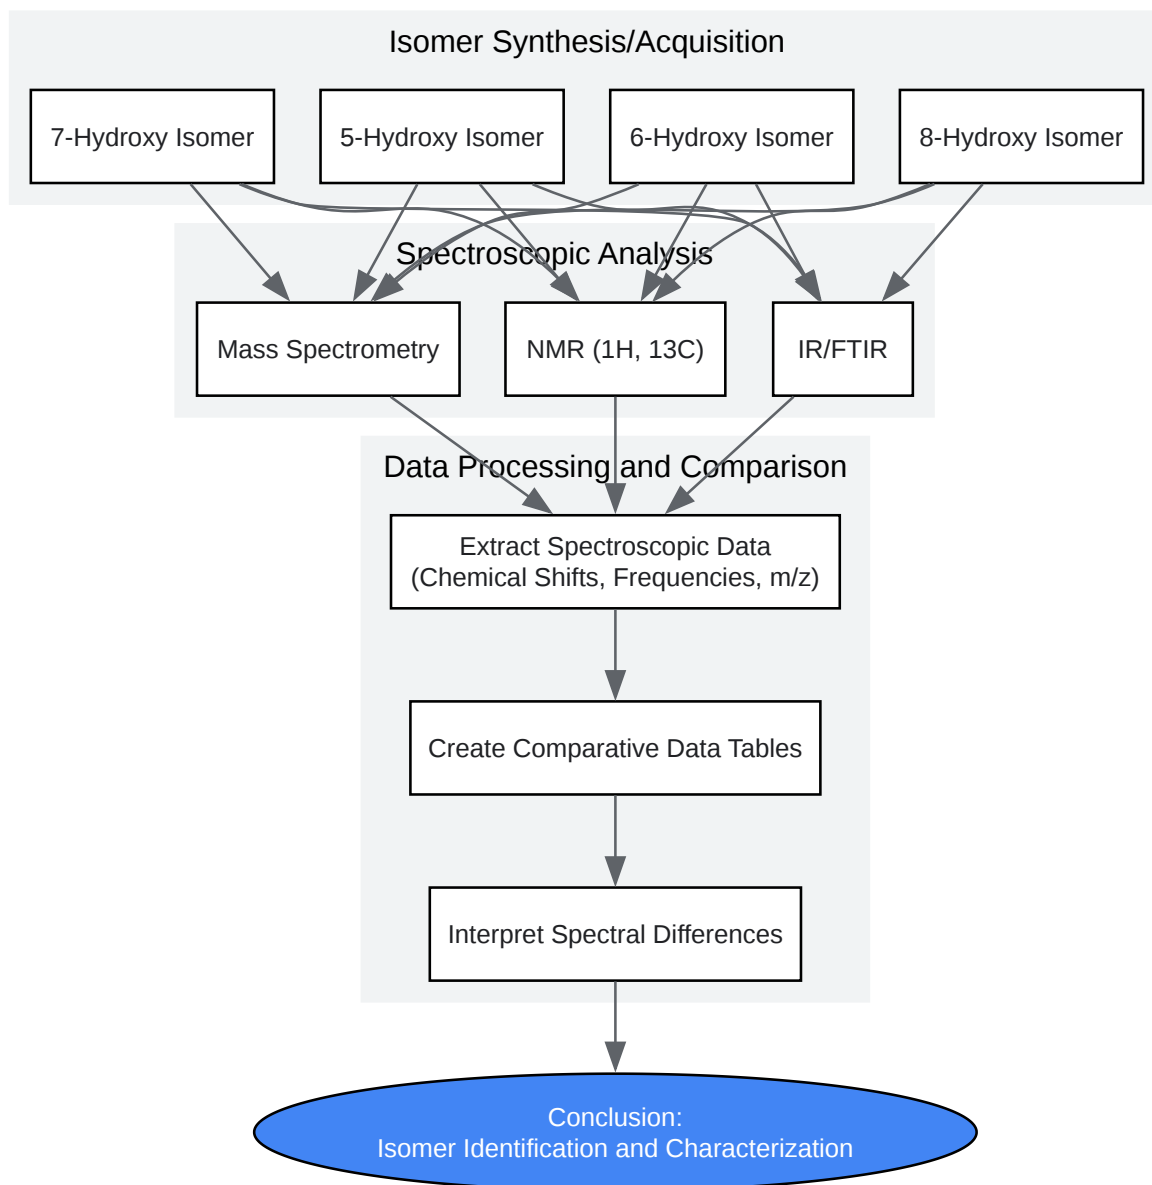 Isomer Synthesis/Acquisition
7-Hydroxy Isomer
5-Hydroxy Isomer
6-Hydroxy Isomer
8-Hydroxy Isomer
Spectroscopic Analysis
Mass Spectrometry
NMR (1H, 13C)
IR/FTIR
Data Processing and Comparison
Extract Spectroscopic Data
(Chemical Shifts, Frequencies, m/z)
Create Comparative Data Tables
Interpret Spectral Differences
Conclusion:
Isomer Identification and Characterization